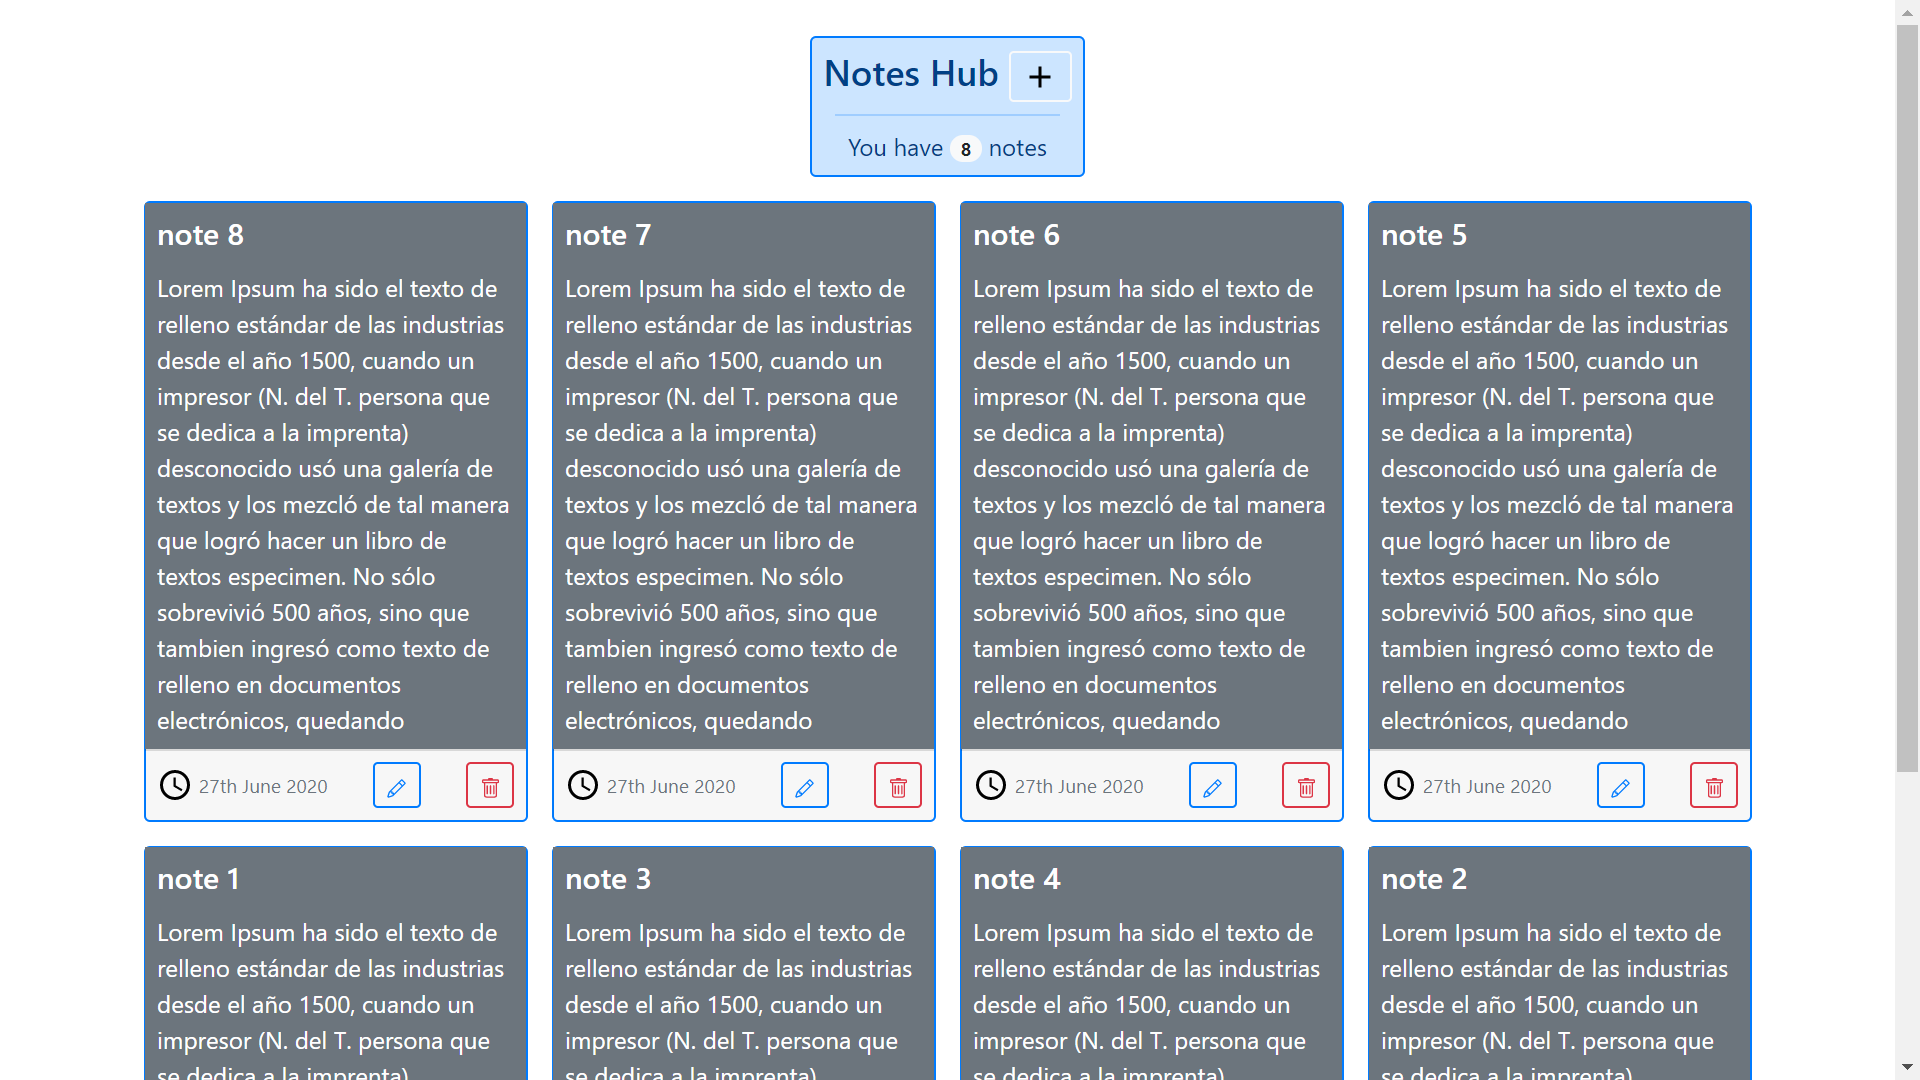 Notes Hub
You have 8 notes
note 8
Lorem Ipsum ha sido el texto de
relleno estándar de las industrias
desde el año 1500, cuando un
impresor (N. del T. persona que
se dedica a la imprenta)
desconocido usó una galería de
textos y los mezcló de tal manera
que logró hacer un libro de
textos especimen. No sólo
sobrevivió 500 años, sino que
tambien ingresó como texto de
relleno en documentos
electrónicos, quedando
27th June 2020
note 7
Lorem Ipsum ha sido el texto de
relleno estándar de las industrias
desde el año 1500, cuando un
impresor (N. del T. persona que
se dedica a la imprenta)
desconocido usó una galería de
textos y los mezcló de tal manera
que logró hacer un libro de
textos especimen. No sólo
sobrevivió 500 años, sino que
tambien ingresó como texto de
relleno en documentos
electrónicos, quedando
27th June 2020
note 6
Lorem Ipsum ha sido el texto de
relleno estándar de las industrias
desde el año 1500, cuando un
impresor (N. del T. persona que
se dedica a la imprenta)
desconocido usó una galería de
textos y los mezcló de tal manera
que logró hacer un libro de
textos especimen. No sólo
sobrevivió 500 años, sino que
tambien ingresó como texto de
relleno en documentos
electrónicos, quedando
27th June 2020
note 5
Lorem Ipsum ha sido el texto de
relleno estándar de las industrias
desde el año 1500, cuando un
impresor (N. del T. persona que
se dedica a la imprenta)
desconocido usó una galería de
textos y los mezcló de tal manera
que logró hacer un libro de
textos especimen. No sólo
sobrevivió 500 años, sino que
tambien ingresó como texto de
relleno en documentos
electrónicos, quedando
27th June 2020
note 1
Lorem Ipsum ha sido el texto de
relleno estándar de las industrias
desde el año 1500, cuando un
impresor (N. del T. persona que
se dedica a la imprenta)
note 3
Lorem Ipsum ha sido el texto de
relleno estándar de las industrias
desde el año 1500, cuando un
impresor (N. del T. persona que
se dedica a la imprenta)
note 4
Lorem Ipsum ha sido el texto de
relleno estándar de las industrias
desde el año 1500, cuando un
impresor (N. del T. persona que
se dedica a la imprenta)
note 2
Lorem Ipsum ha sido el texto de
relleno estándar de las industrias
desde el año 1500, cuando un
impresor (N. del T. persona que
se dedica a la imprenta)